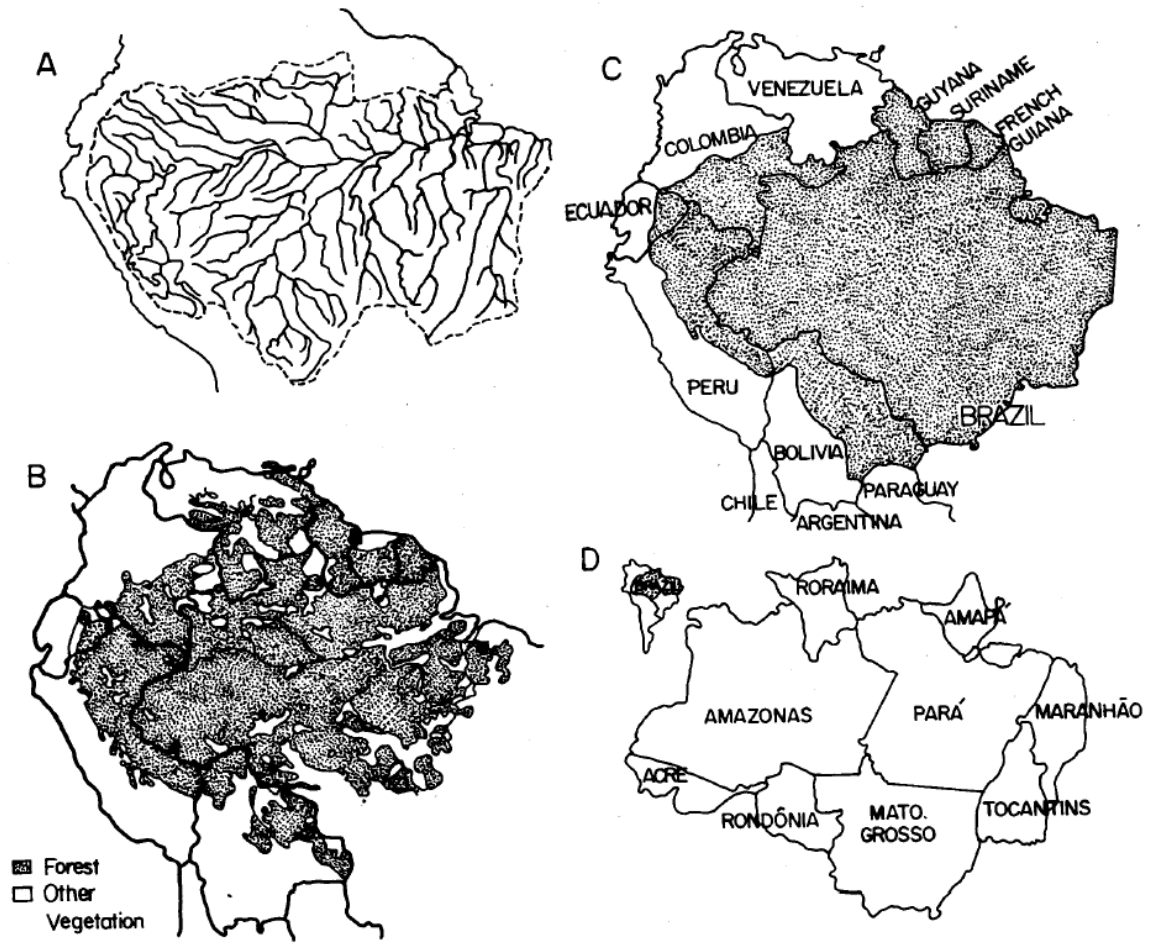 A
C
VENEZUELA
GUYANA
SURINAME
FRENCH
GUIANA
COLOMBIA
ECUADOR
PERU
BRAZIL
BOLIVIA
CHILE
PARAGUAY
ARGENTINA
B
Forest
Other
Vegetation
D
BRAZIL
RORAIMA
AMAPÁ
AMAZONAS
PARÁ
MARANHÃO
ACRE
RONDÔNIA
MATO.
GROSSO
TOCANTINS